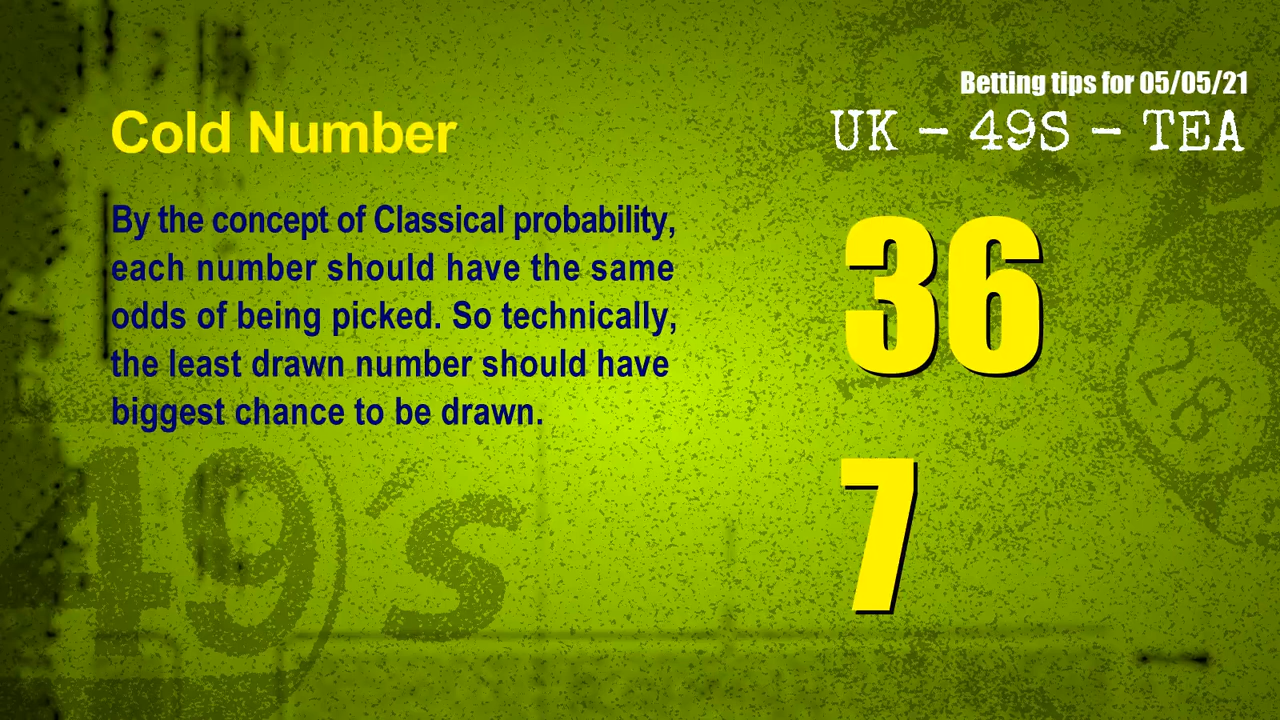 Betting tips for 05/05/21
UK - 49S - TEA
Cold Number
By the concept of Classical probability,
each number should have the same
odds of being picked. So technically,
the least drawn number should have
biggest chance to be drawn.
36
7
28
49's